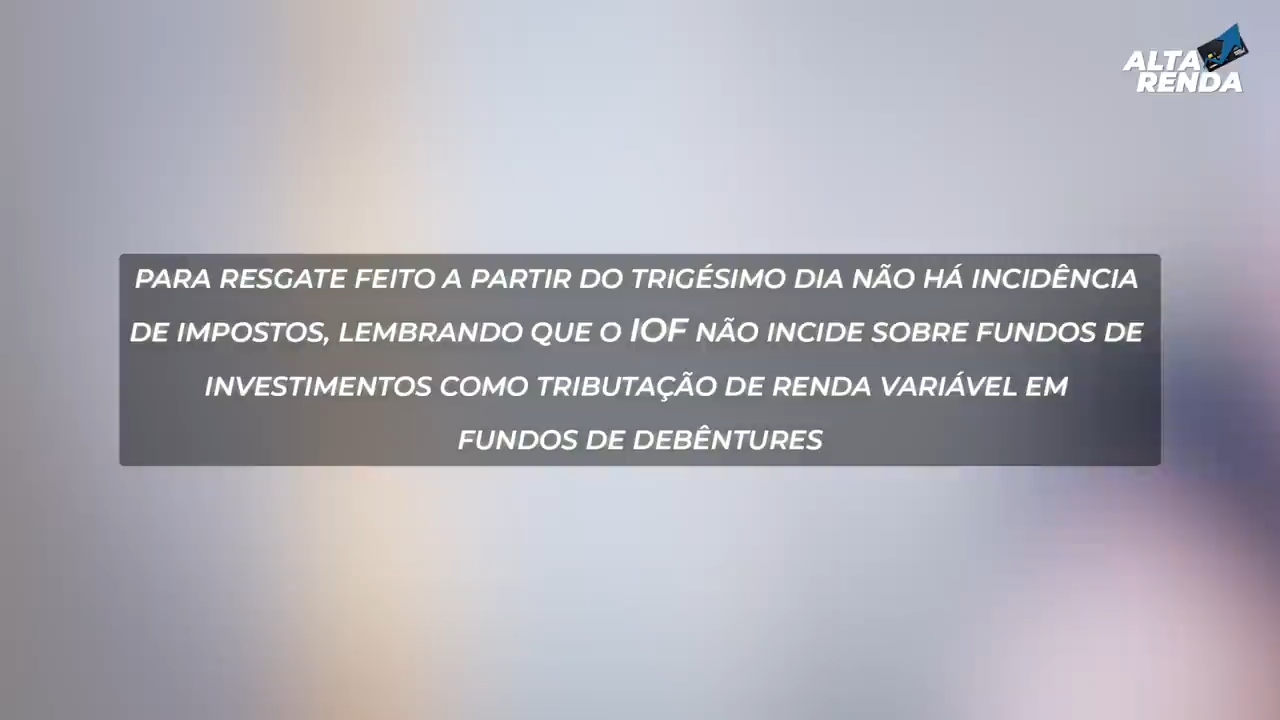 ALTA
RENDA
PARA RESGATE FEITO A PARTIR DO TRIGÉSIMO DIA NÃO HÁ INCIDÊNCIA
DE IMPOSTOS, LEMBRANDO QUE O IOF NÃO INCIDE SOBRE FUNDOS DE
INVESTIMENTOS COMO TRIBUTAÇÃO DE RENDA VARIÁVEL EM
FUNDOS DE DEBÊNTURES